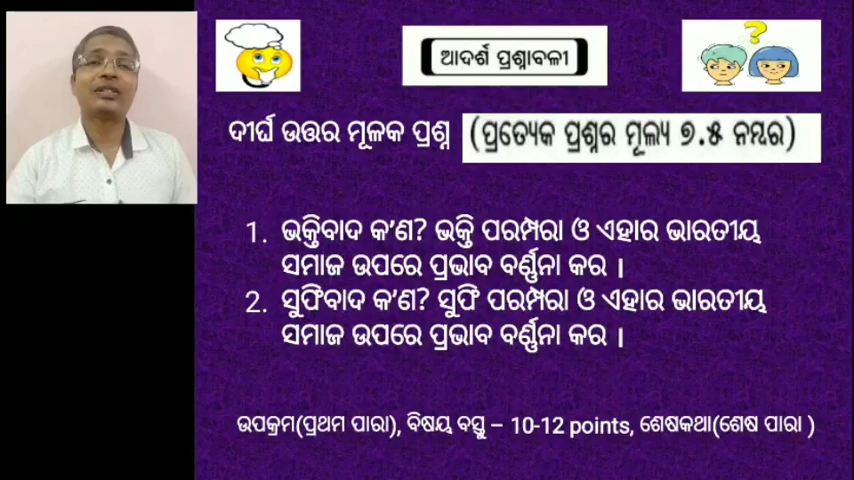 ଆଦର୍ଶ ପ୍ରଶ୍ନାବଳୀ
ଦୀର୍ଘ ଉତ୍ତର ମୂଳକ ପ୍ରଶ୍ନ (ପ୍ରତ୍ୟେକ ପ୍ରଶ୍ନର ମୂଲ୍ୟ ୭.୫ ନମ୍ବର)
1. ଭକ୍ତିବାଦ କ'ଣ? ଭକ୍ତି ପରମ୍ପରା ଓ ଏହାର ଭାରତୀୟ
ସମାଜ ଉପରେ ପ୍ରଭାବ ବର୍ଣ୍ଣନା କର ।
2. ସୁଫିବାଦ କ'ଣ? ସୁଫି ପରମ୍ପରା ଓ ଏହାର ଭାରତୀୟ
ସମାଜ ଉପରେ ପ୍ରଭାବ ବର୍ଣ୍ଣନା କର ।
ଉପକ୍ରମ(ପ୍ରଥମ ପାରା), ବିଷୟ ବସ୍ତୁ – 10-12 points, ଶେଷକଥା(ଶେଷ ପାରା )